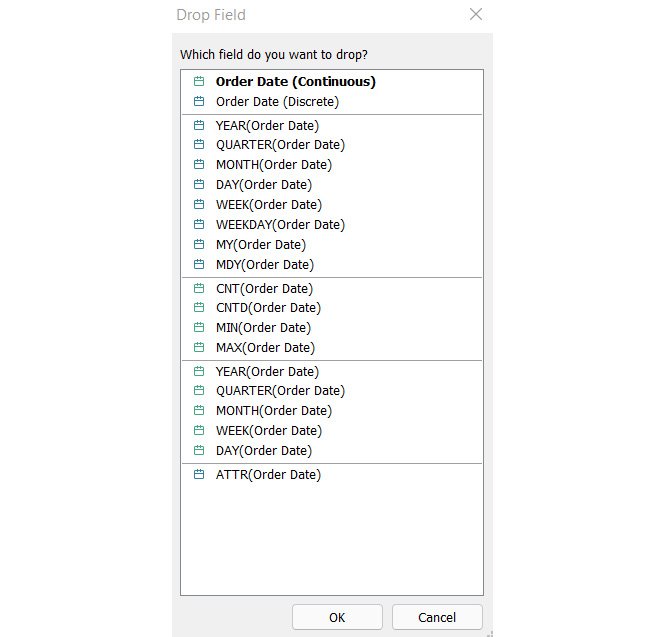 Drop Field
Which field do you want to drop?
Order Date (Continuous)
Order Date (Discrete)
YEAR(Order Date)
QUARTER(Order Date)
MONTH(Order Date)
DAY(Order Date)
WEEK(Order Date)
WEEKDAY(Order Date)
MY(Order Date)
MDY(Order Date)
CNT(Order Date)
CNTD(Order Date)
MIN(Order Date)
MAX(Order Date)
YEAR(Order Date)
QUARTER(Order Date)
MONTH(Order Date)
WEEK(Order Date)
DAY(Order Date)
ATTR(Order Date)
OK Cancel